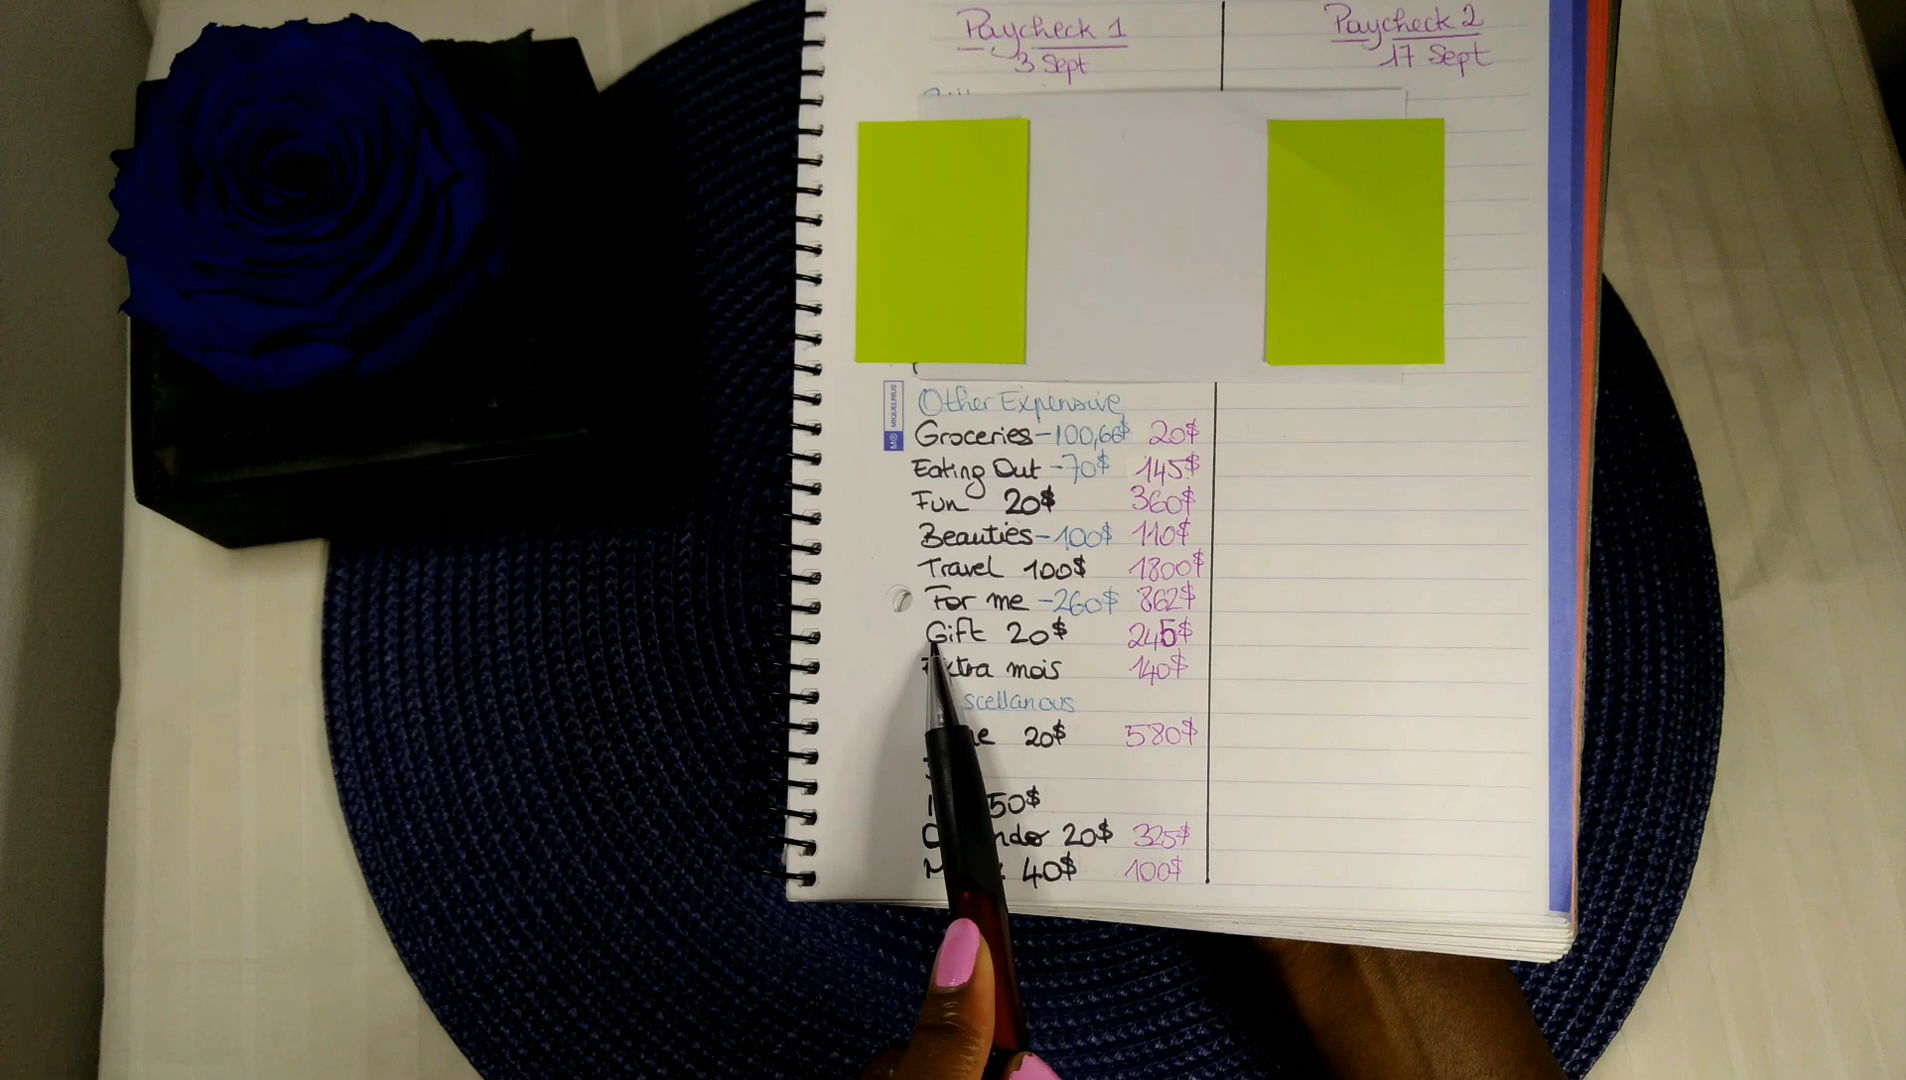 Paycheck 1
3 Sept
Paycheck 2
17 Sept
MIQUELRIUS
Other Expensive
Groceries -100,66$ 20$
Eating Out -70$ 145$
Fun 20$ 360$
Beauties -100$ 110$
Travel 100$ 1800$
For me -260$ 862$
Gift 20$ 245$
Extra mois 140$
scellanous
20$ 580$
50$
20$ 325$
40$ 100$